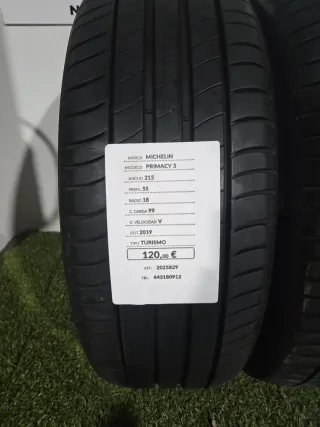 MARCA: MICHELIN
MODELO: PRIMACY 3
ANCHO 215
PERFIL 55
RADIO 18
C. CARGA 99
C. VELOCIDAD V
DOT 2019
TIPO TURISMO
120,00 €
REF: 2025829
TEL: 643180912